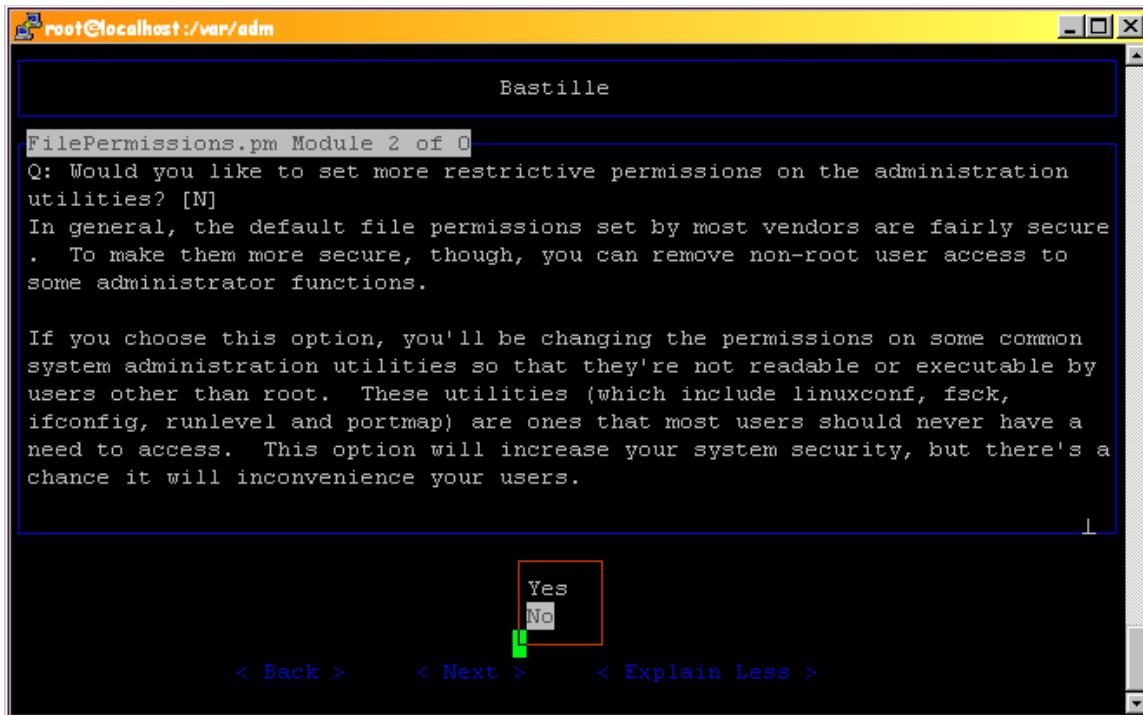 root@localhost:/var/adm
Bastille
FilePermissions.pm Module 2 of O
Q: Would you like to set more restrictive permissions on the administration
utilities? [N]
In general, the default file permissions set by most vendors are fairly secure
.  To make them more secure, though, you can remove non-root user access to
some administrator functions.
If you choose this option, you'll be changing the permissions on some common
system administration utilities so that they're not readable or executable by
users other than root.  These utilities (which include linuxconf, fsck,
ifconfig, runlevel and portmap) are ones that most users should never have a
need to access.  This option will increase your system security, but there's a
chance it will inconvenience your users.
Yes
No
< Back > < Next > < Explain Less >